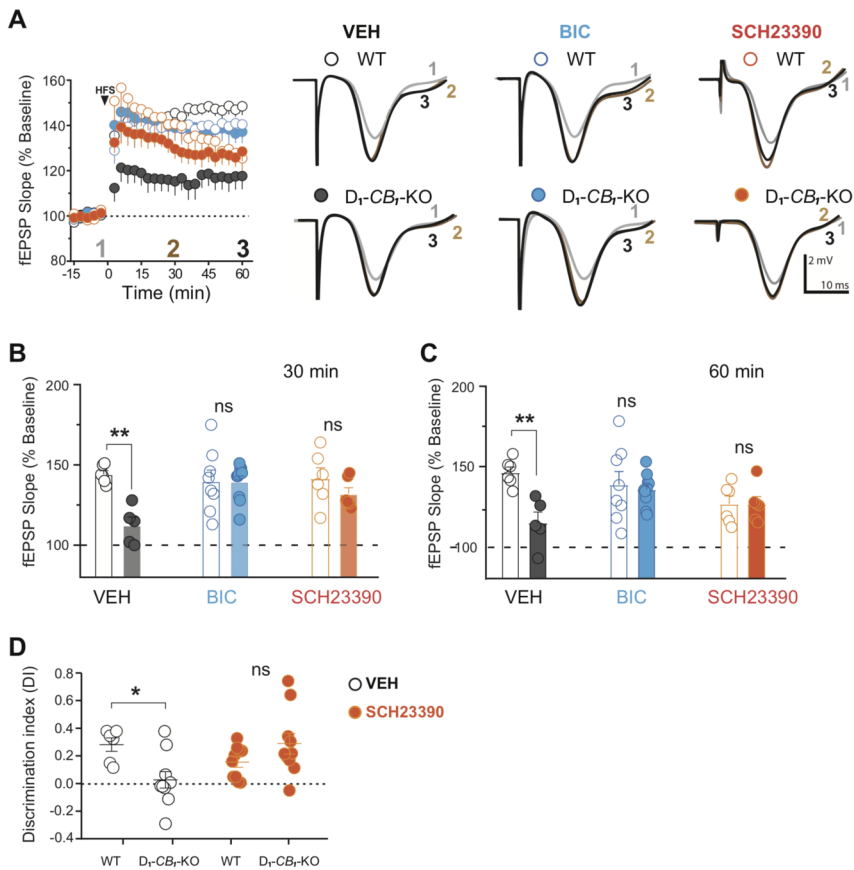 A
VEH
BIC
SCH23390
WT
WT
WT
HFS
fEPSP Slope (% Baseline)
160
140
120
100
80
1
2
3
-15
0
15
30
45
60
Time (min)
1
2
3
1
2
3
2
3
1
D₁-CB₁-KO
D₁-CB₁-KO
D₁-CB₁-KO
1
3
2
1
3
2
2
3
1
2 mV
10 ms
B
30 min
fEPSP Slope (% Baseline)
200
150
100
**
ns
ns
VEH
BIC
SCH23390
C
60 min
fEPSP Slope (% Baseline)
200
150
100
**
ns
ns
VEH
BIC
SCH23390
D
Discrimination index (DI)
0.8
0.6
0.4
0.2
0.0
-0.2
-0.4
*
ns
VEH
SCH23390
WT
D₁-CB₁-KO
WT
D₁-CB₁-KO